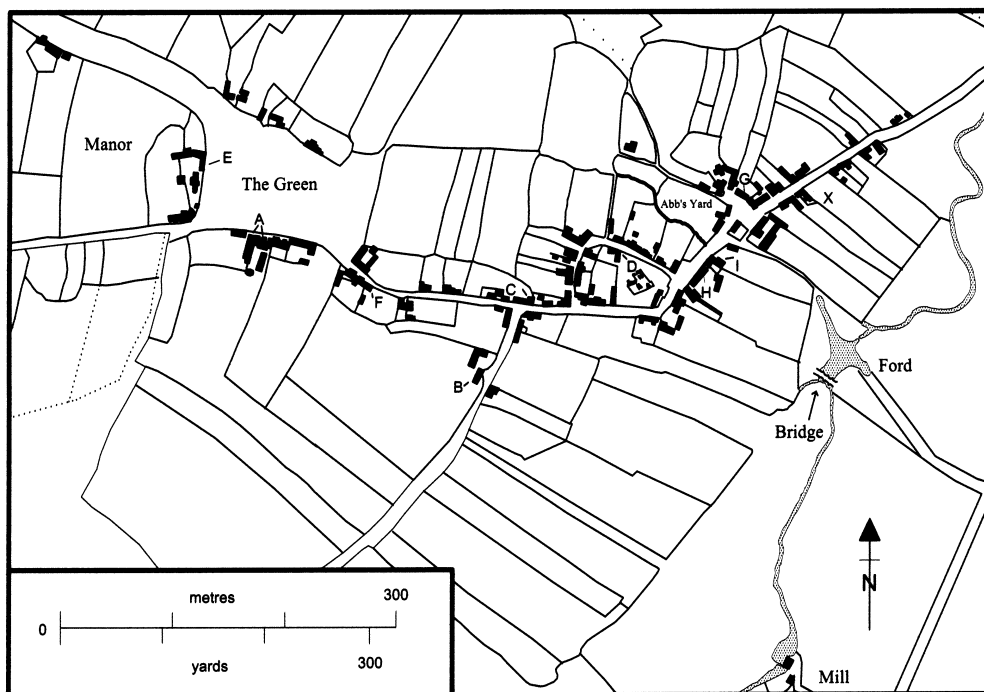 Manor
E
The Green
A
F
C
B
D
Abb's Yard
G
X
I
H
Ford
Bridge
N
Mill
metres
300
0
yards
300